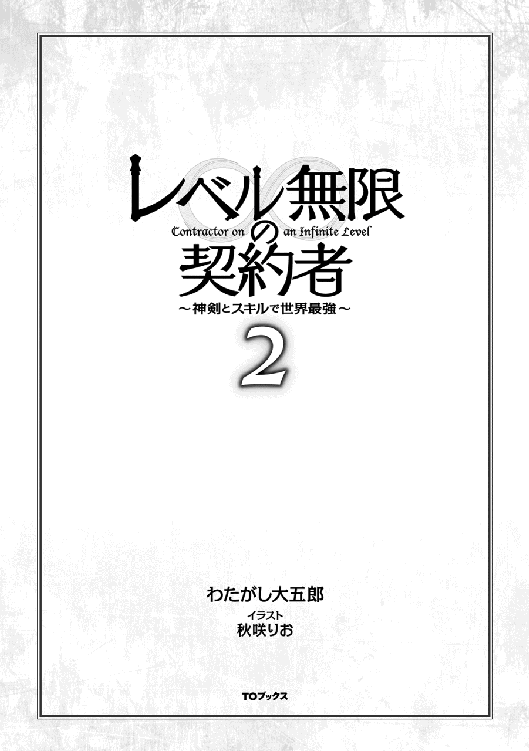 レベル無限
Contractor on an Infinite Level
の
契約者
～神剣とスキルで世界最強～
2
わたがし大五郎
イラスト
秋咲りお
TOブックス